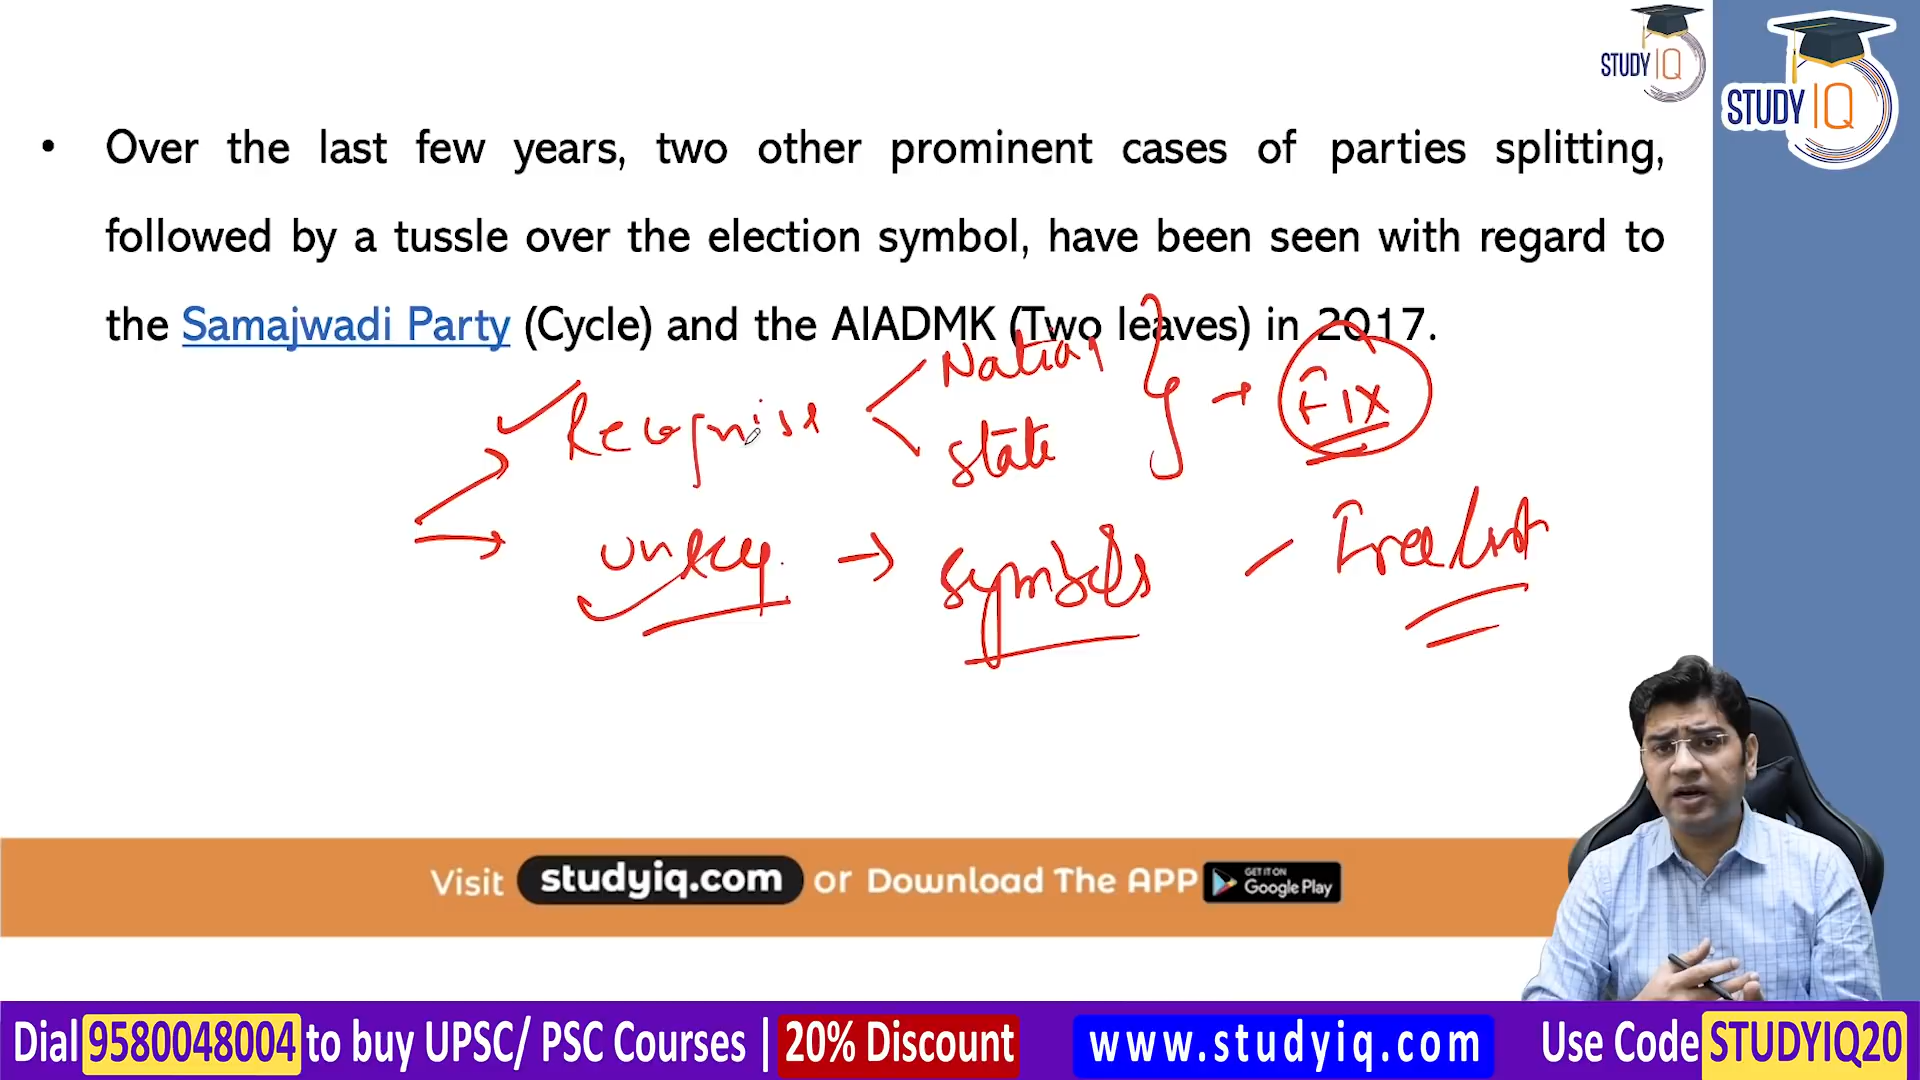 STUDY IQ
STUDY IQ
• Over the last few years, two other prominent cases of parties splitting,
followed by a tussle over the election symbol, have been seen with regard to
the Samajwadi Party (Cycle) and the AIADMK (Two leaves) in 2017.
Recognise
Nation
State
FIX
unrecg.
symbols
Free list
Visit studyiq.com or Download The APP GET IT ON Google Play
Dial 9580048004 to buy UPSC/ PSC Courses | 20% Discount www.studyiq.com Use Code STUDYIQ20